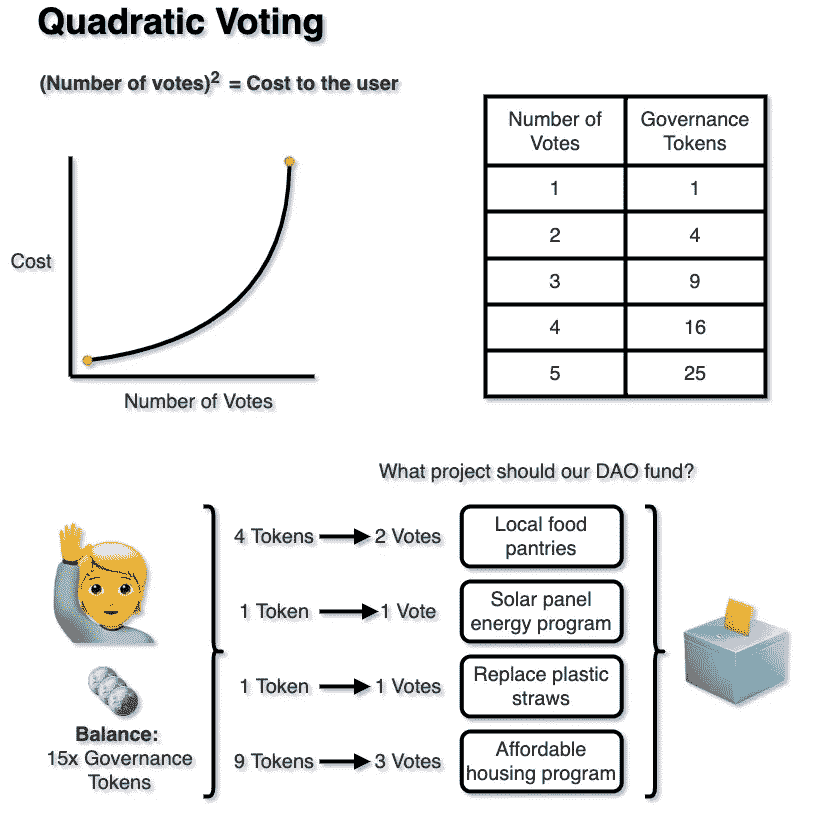 Quadratic Voting
(Number of votes)² = Cost to the user
Cost
Number of Votes
Number of Votes
Governance Tokens
1 1
2 4
3 9
4 16
5 25
What project should our DAO fund?
Balance:
15x Governance
Tokens
4 Tokens 2 Votes
Local food
pantries
1 Token 1 Vote
Solar panel
energy program
1 Token 1 Votes
Replace plastic
straws
9 Tokens 3 Votes
Affordable
housing program